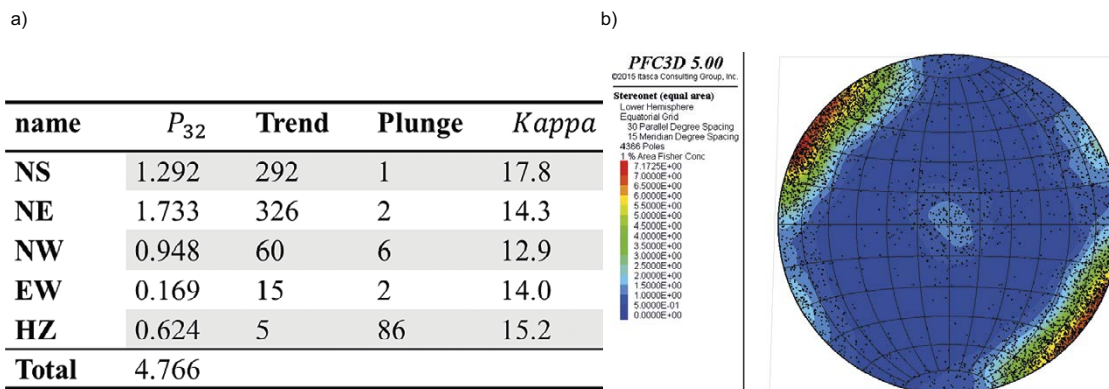 a)
b)
name P32 Trend Plunge Kappa
NS 1.292 292 1 17.8
NE 1.733 326 2 14.3
NW 0.948 60 6 12.9
EW 0.169 15 2 14.0
HZ 0.624 5 86 15.2
Total 4.766
PFC3D 5.00
©2015 Itasca Consulting Group, Inc.
Stereonet (equal area)
Lower Hemisphere
Equatorial Grid
30 Parallel Degree Spacing
15 Meridian Degree Spacing
4366 Poles
1 % Area Fisher Conc
7.1725E+00
7.0000E+00
6.5000E+00
6.0000E+00
5.5000E+00
5.0000E+00
4.5000E+00
4.0000E+00
3.5000E+00
3.0000E+00
2.5000E+00
2.0000E+00
1.5000E+00
1.0000E+00
5.0000E-01
0.0000E+00